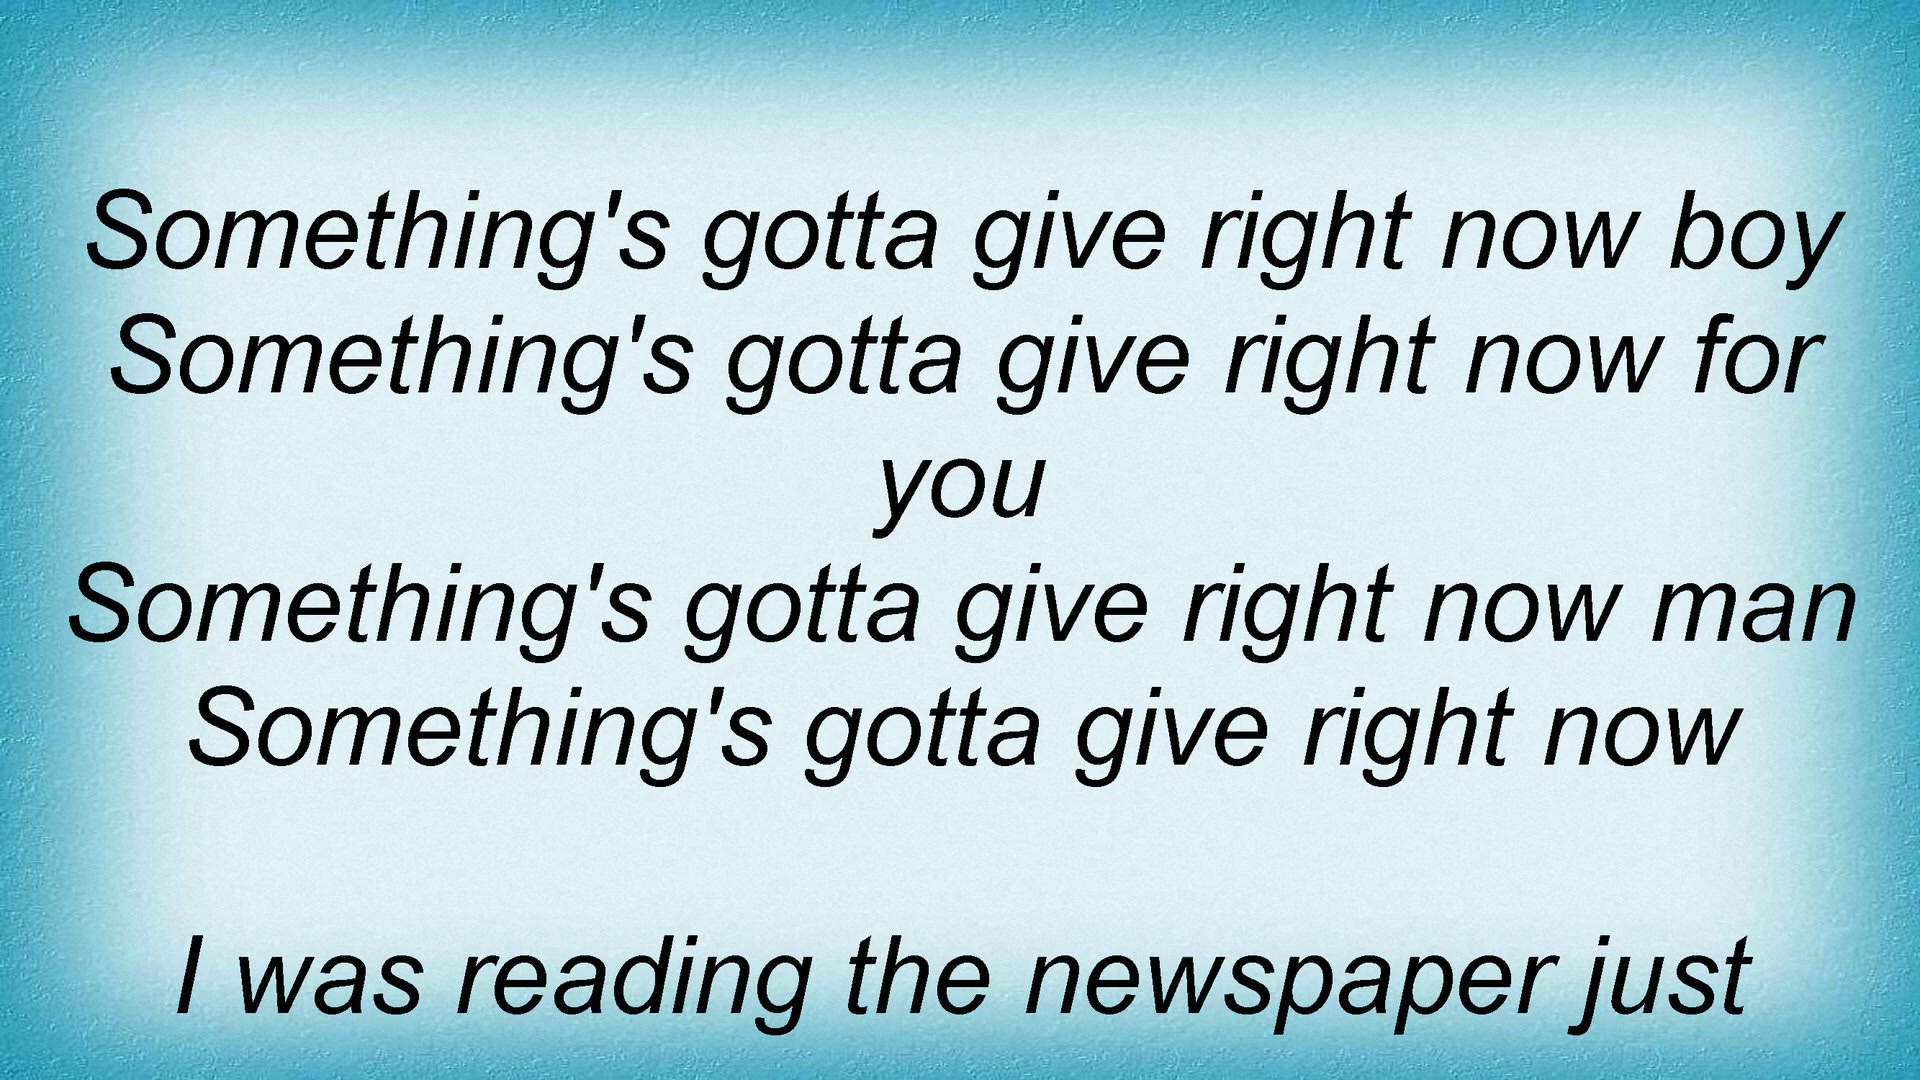 Something's gotta give right now boy
Something's gotta give right now for
you
Something's gotta give right now man
Something's gotta give right now
I was reading the newspaper just